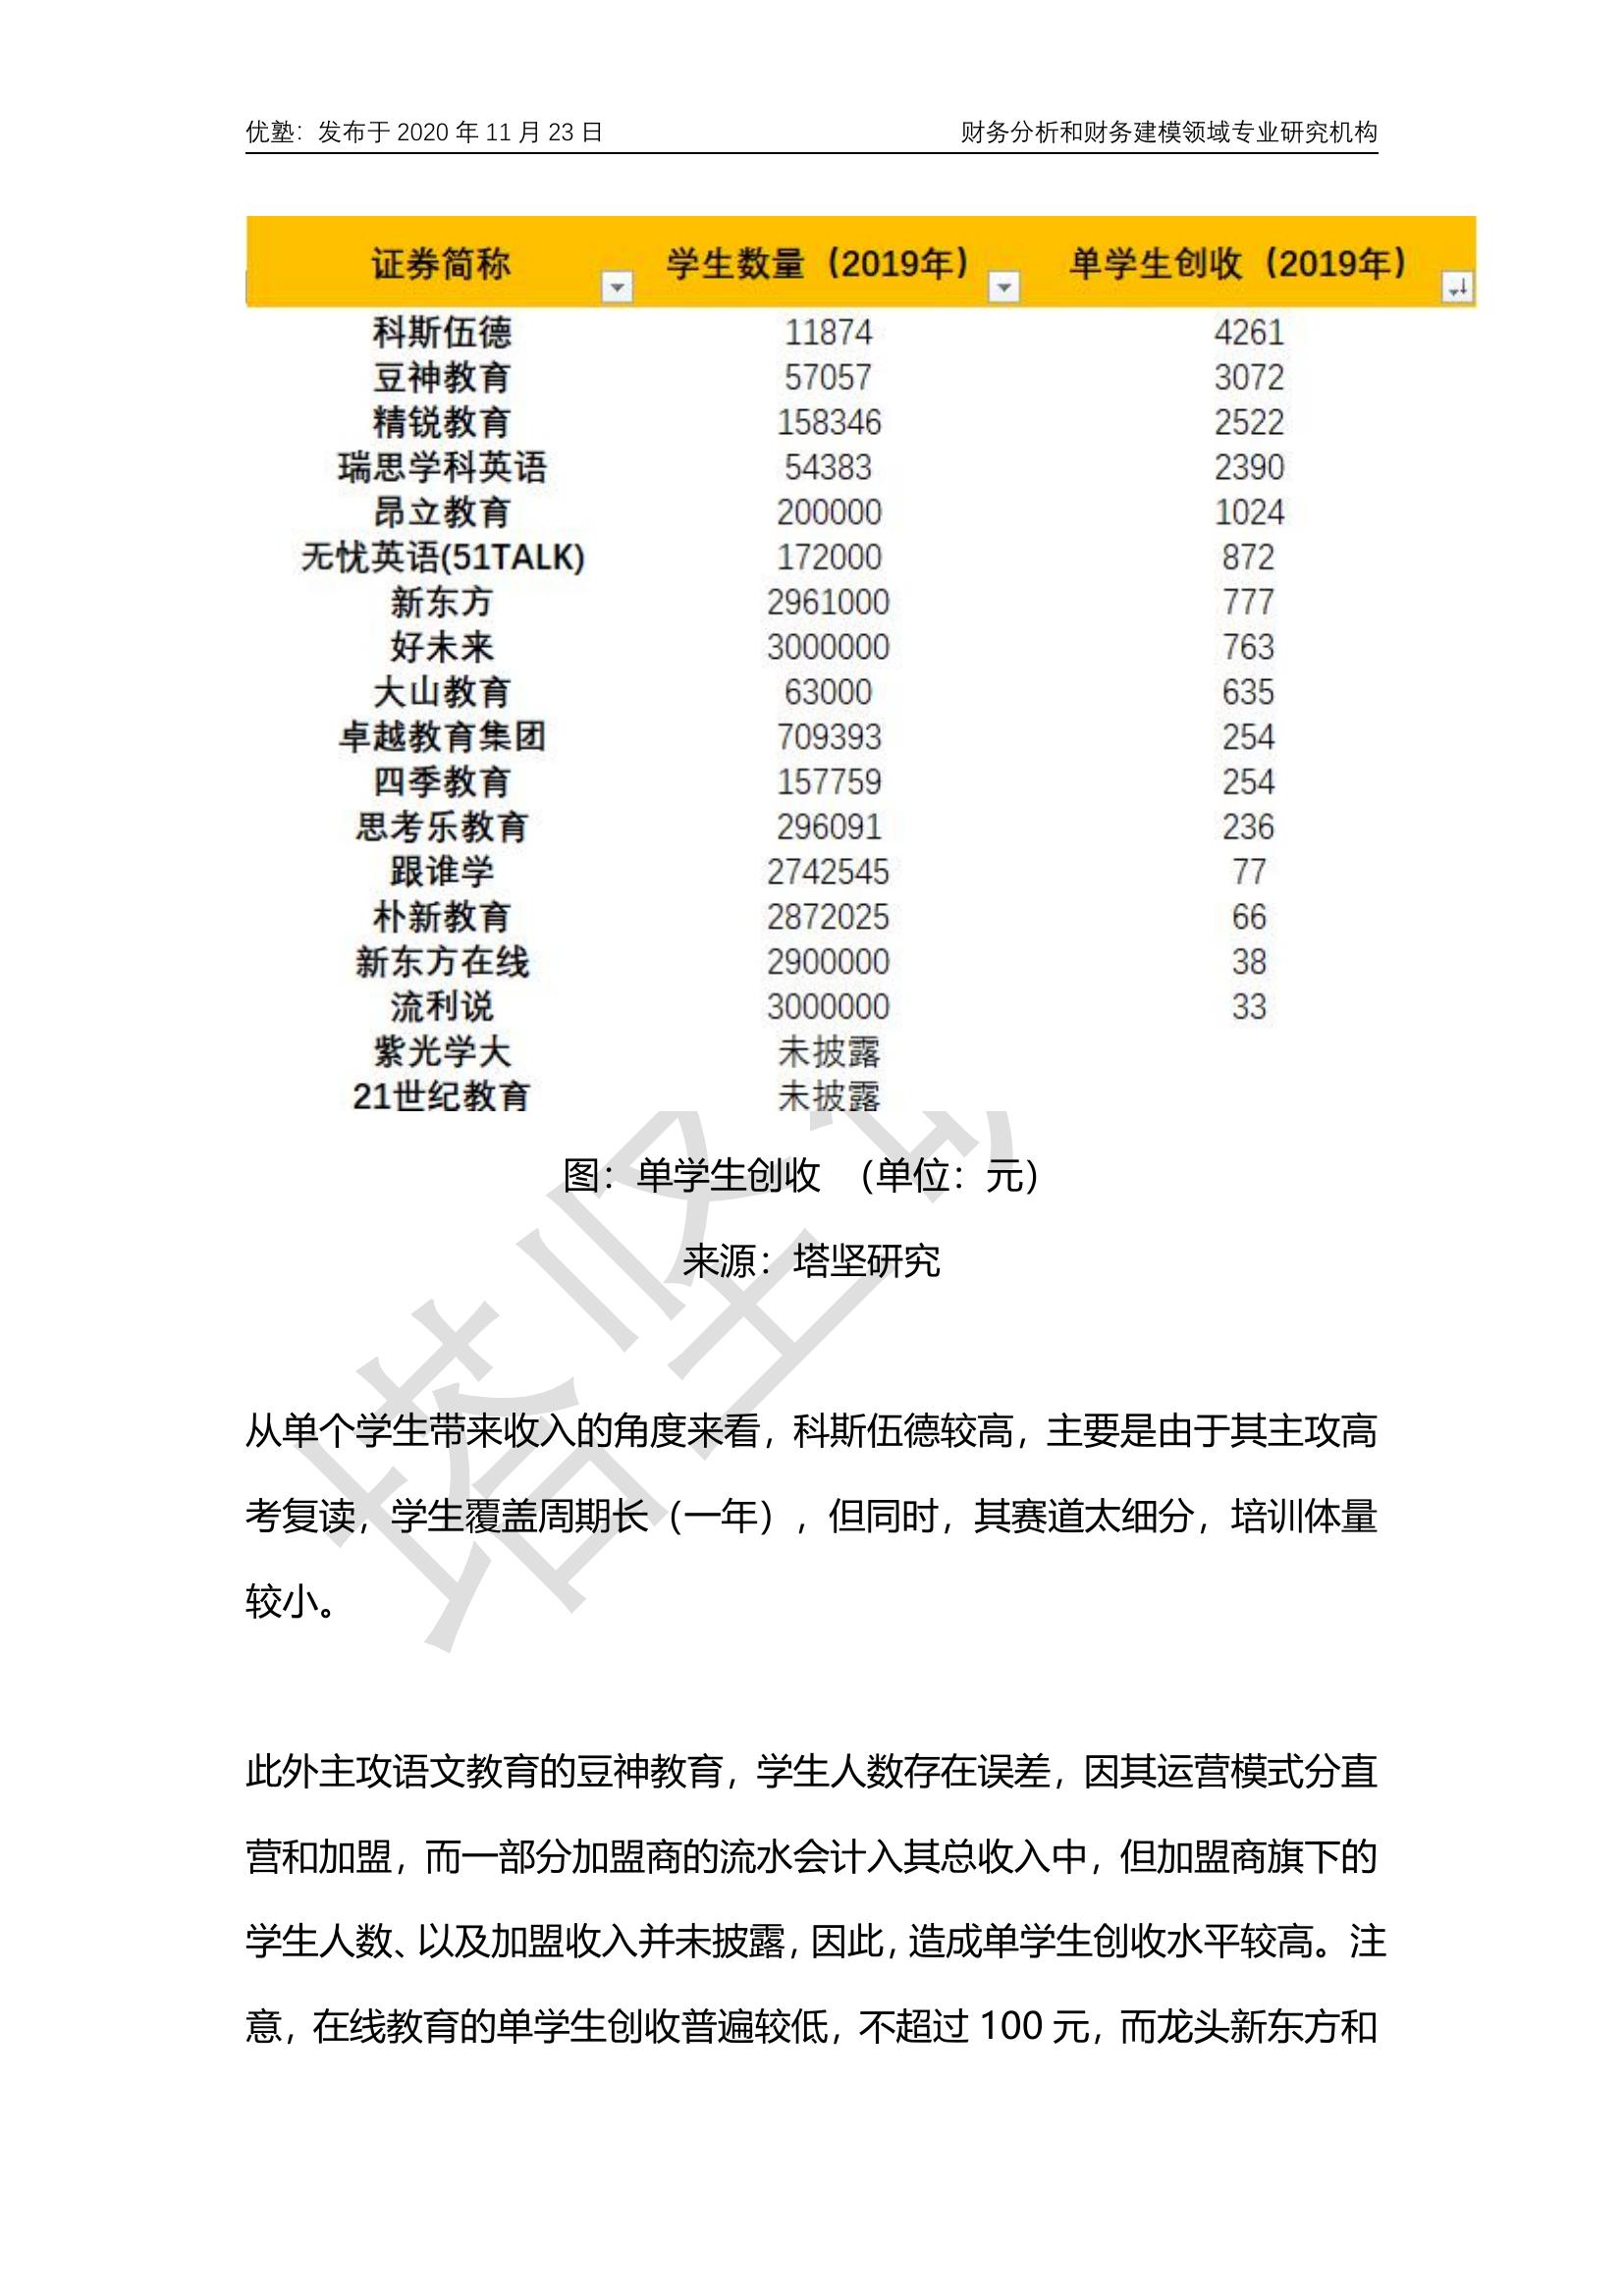 优塾：发布于 2020 年 11 月 23 日 财务分析和财务建模领域专业研究机构
证券简称 学生数量（2019年） 单学生创收（2019年）
科斯伍德 11874 4261
豆神教育 57057 3072
精锐教育 158346 2522
瑞思学科英语 54383 2390
昂立教育 200000 1024
无忧英语(51TALK) 172000 872
新东方 2961000 777
好未来 3000000 763
大山教育 63000 635
卓越教育集团 709393 254
四季教育 157759 254
思考乐教育 296091 236
跟谁学 2742545 77
朴新教育 2872025 66
新东方在线 2900000 38
流利说 3000000 33
紫光学大 未披露
21世纪教育 未披露
图：单学生创收 （单位：元）
来源：塔坚研究
从单个学生带来收入的角度来看，科斯伍德较高，主要是由于其主攻高
考复读，学生覆盖周期长（一年），但同时，其赛道太细分，培训体量
较小。
此外主攻语文教育的豆神教育，学生人数存在误差，因其运营模式分直
营和加盟，而一部分加盟商的流水会计入其总收入中，但加盟商旗下的
学生人数、以及加盟收入并未披露，因此，造成单学生创收水平较高。注
意，在线教育的单学生创收普遍较低，不超过 100 元，而龙头新东方和
塔坚